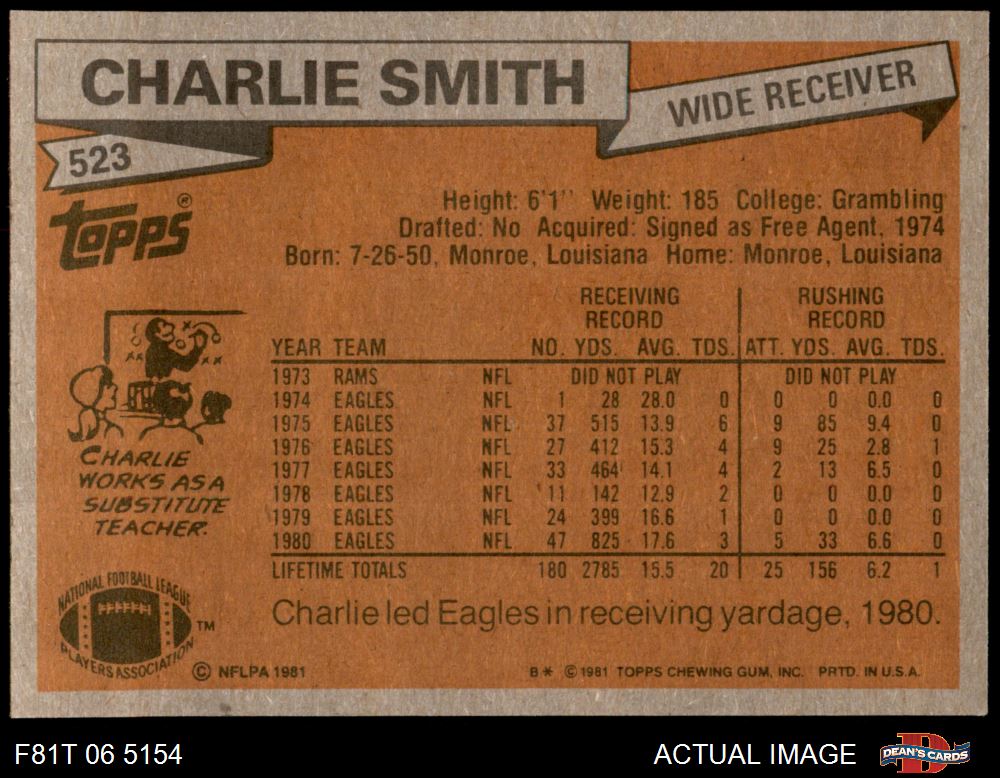 CHARLIE SMITH
WIDE RECEIVER
523
TOPPS®
Height: 6'1'' Weight: 185 College: Grambling
Drafted: No Acquired: Signed as Free Agent, 1974
Born: 7-26-50, Monroe, Louisiana Home: Monroe, Louisiana
RECEIVING RECORD RUSHING RECORD
YEAR TEAM NO. YDS. AVG. TDS. ATT. YDS. AVG. TDS.
1973 RAMS NFL DID NOT PLAY DID NOT PLAY
1974 EAGLES NFL 1 28 28.0 0 0 0 0.0 0
1975 EAGLES NFL 37 515 13.9 6 9 85 9.4 0
1976 EAGLES NFL 27 412 15.3 4 9 25 2.8 1
1977 EAGLES NFL 33 464 14.1 4 2 13 6.5 0
1978 EAGLES NFL 11 142 12.9 2 0 0 0.0 0
1979 EAGLES NFL 24 399 16.6 1 0 0 0.0 0
1980 EAGLES NFL 47 825 17.6 3 5 33 6.6 0
LIFETIME TOTALS 180 2785 15.5 20 25 156 6.2 1
CHARLIE
WORKS AS A
SUBSTITUTE
TEACHER.
Charlie led Eagles in receiving yardage, 1980.
NATIONAL FOOTBALL LEAGUE
PLAYERS ASSOCIATION
TM
© NFLPA 1981
B* © 1981 TOPPS CHEWING GUM, INC. PRTD. IN U.S.A.
F81T 06 5154
ACTUAL IMAGE
D
DEAN'S CARDS